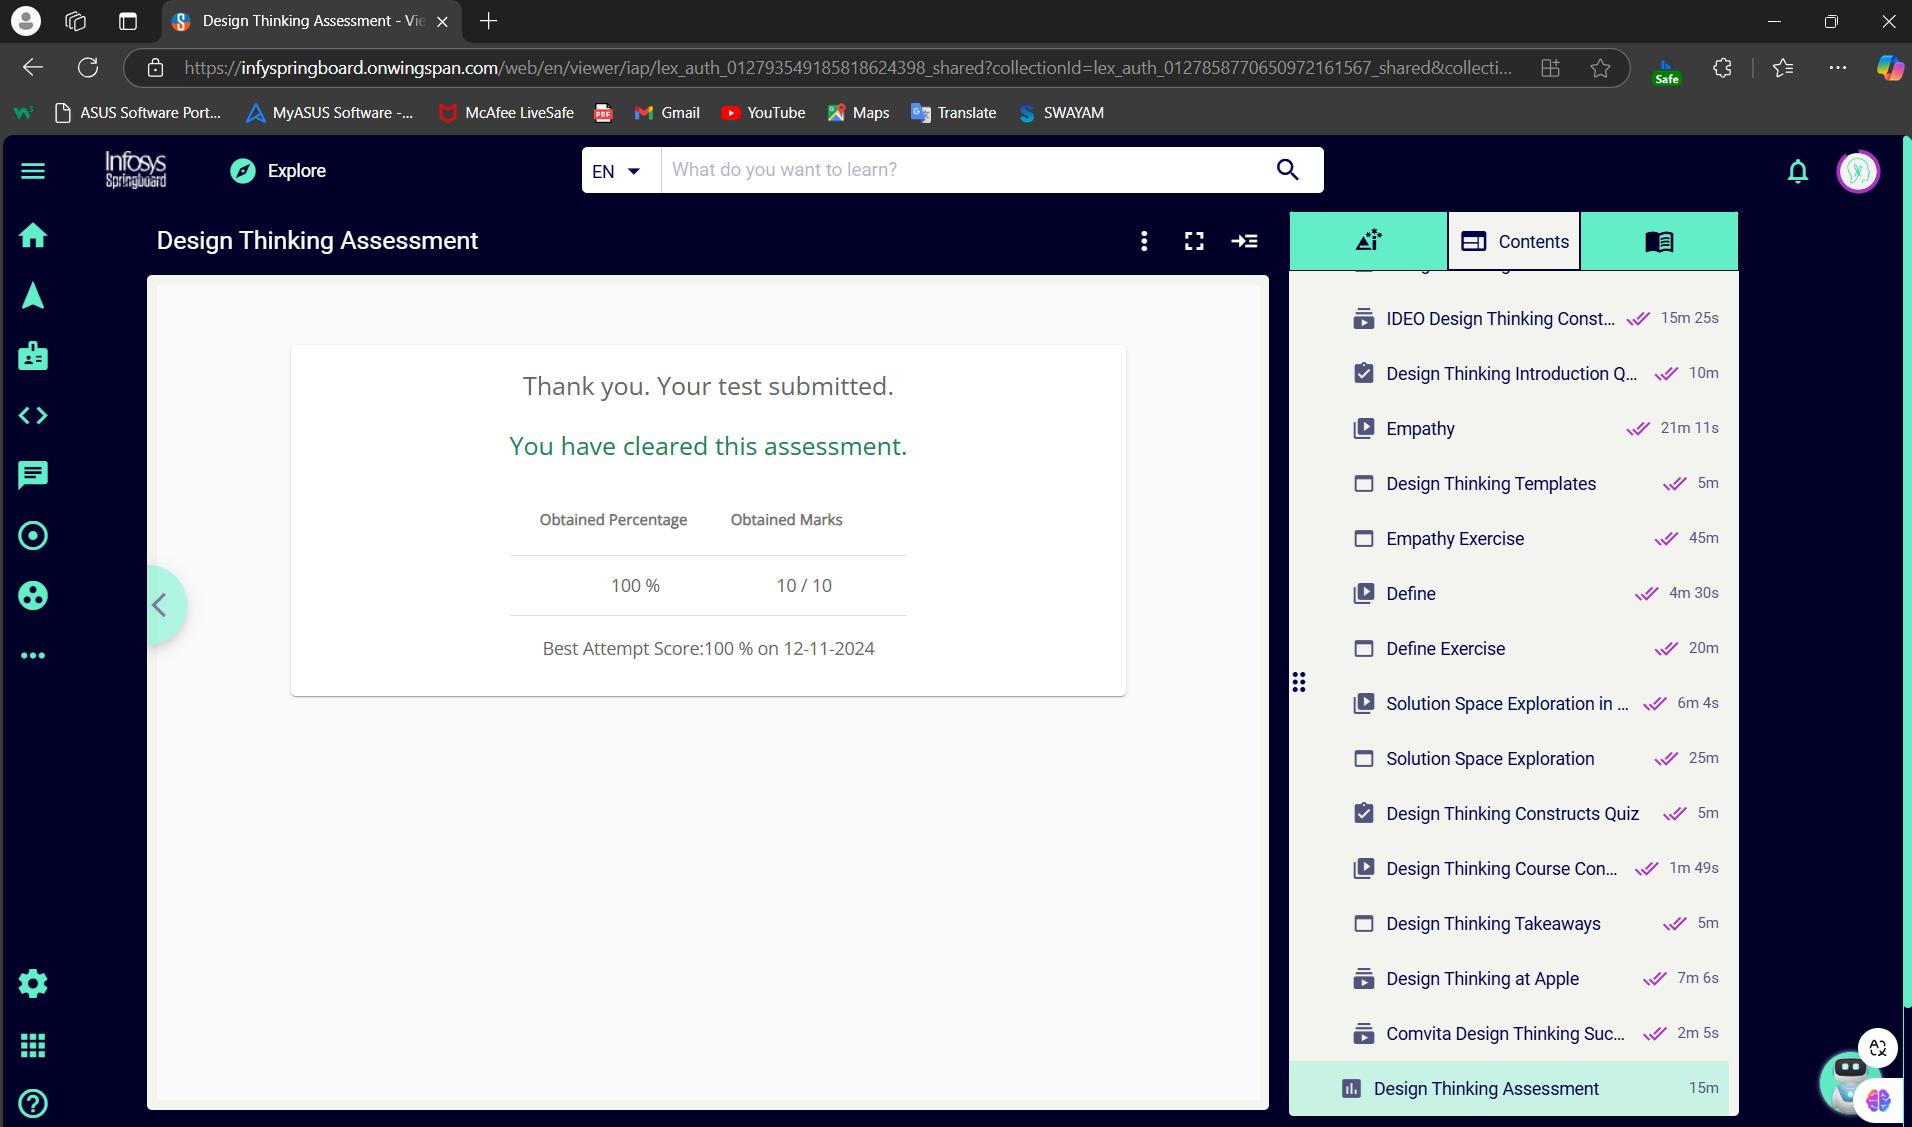 Design Thinking Assessment - Vie
https://infyspringboard.onwingspan.com/web/en/viewer/iap/lex_auth_012793549185818624398_shared?collectionId=lex_auth_0127858770650972161567_shared&collecti...
Safe
ASUS Software Port...
MyASUS Software -...
McAfee LiveSafe
PDF
Gmail
YouTube
Maps
Translate
SWAYAM
Infosys
Springboard
Explore
EN
What do you want to learn?
Design Thinking Assessment
Contents
Thank you. Your test submitted.
You have cleared this assessment.
Obtained Percentage Obtained Marks
100 % 10 / 10
Best Attempt Score:100 % on 12-11-2024
IDEO Design Thinking Const... 15m 25s
Design Thinking Introduction Q... 10m
Empathy 21m 11s
Design Thinking Templates 5m
Empathy Exercise 45m
Define 4m 30s
Define Exercise 20m
Solution Space Exploration in ... 6m 4s
Solution Space Exploration 25m
Design Thinking Constructs Quiz 5m
Design Thinking Course Con... 1m 49s
Design Thinking Takeaways 5m
Design Thinking at Apple 7m 6s
Comvita Design Thinking Suc... 2m 5s
Design Thinking Assessment 15m